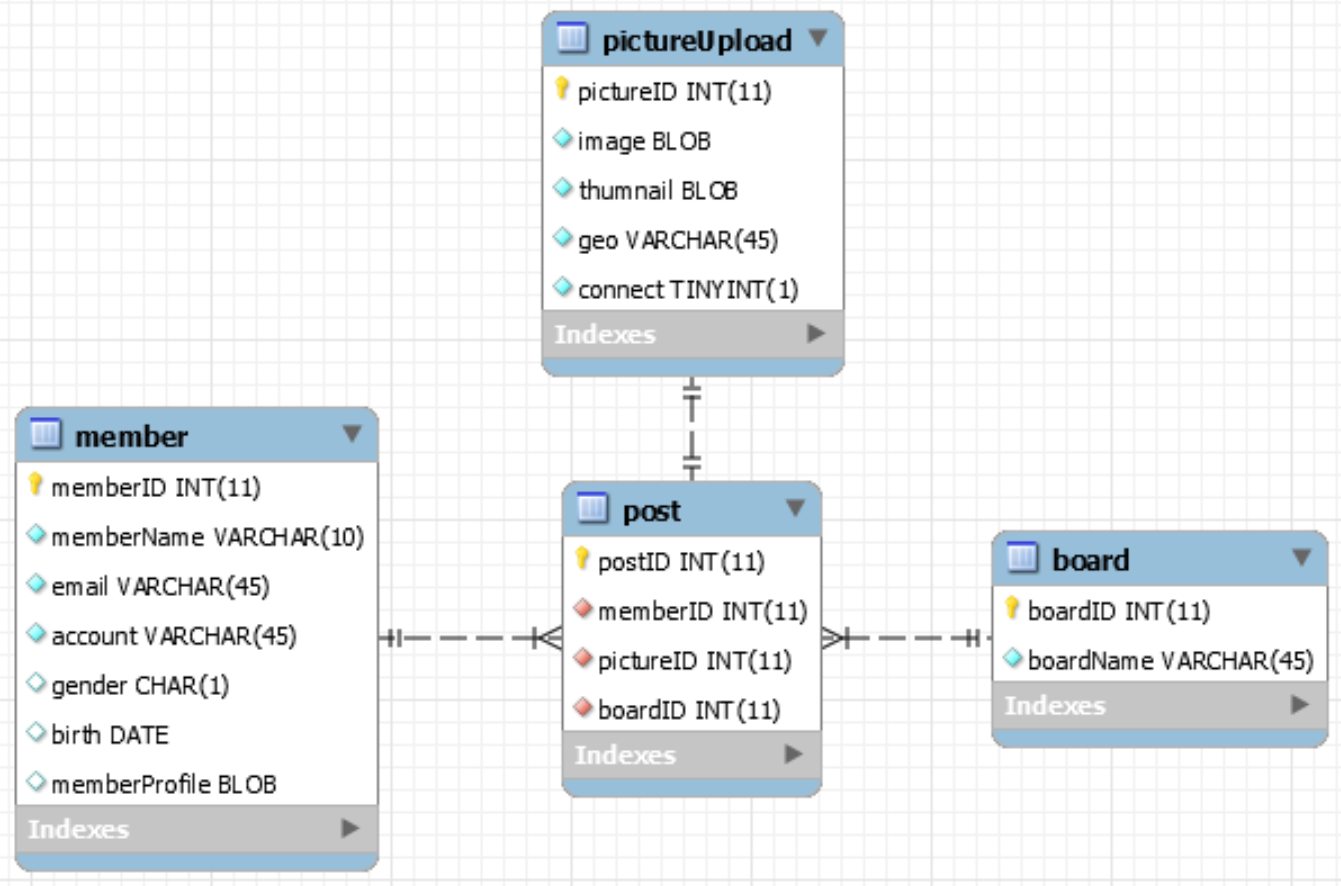 pictureUpload
pictureID INT(11)
image BLOB
thumnail BLOB
geo VARCHAR(45)
connect TINYINT(1)
Indexes
member
memberID INT(11)
memberName VARCHAR(10)
email VARCHAR(45)
account VARCHAR(45)
gender CHAR(1)
birth DATE
memberProfile BLOB
Indexes
post
postID INT(11)
memberID INT(11)
pictureID INT(11)
boardID INT(11)
Indexes
board
boardID INT(11)
boardName VARCHAR(45)
Indexes